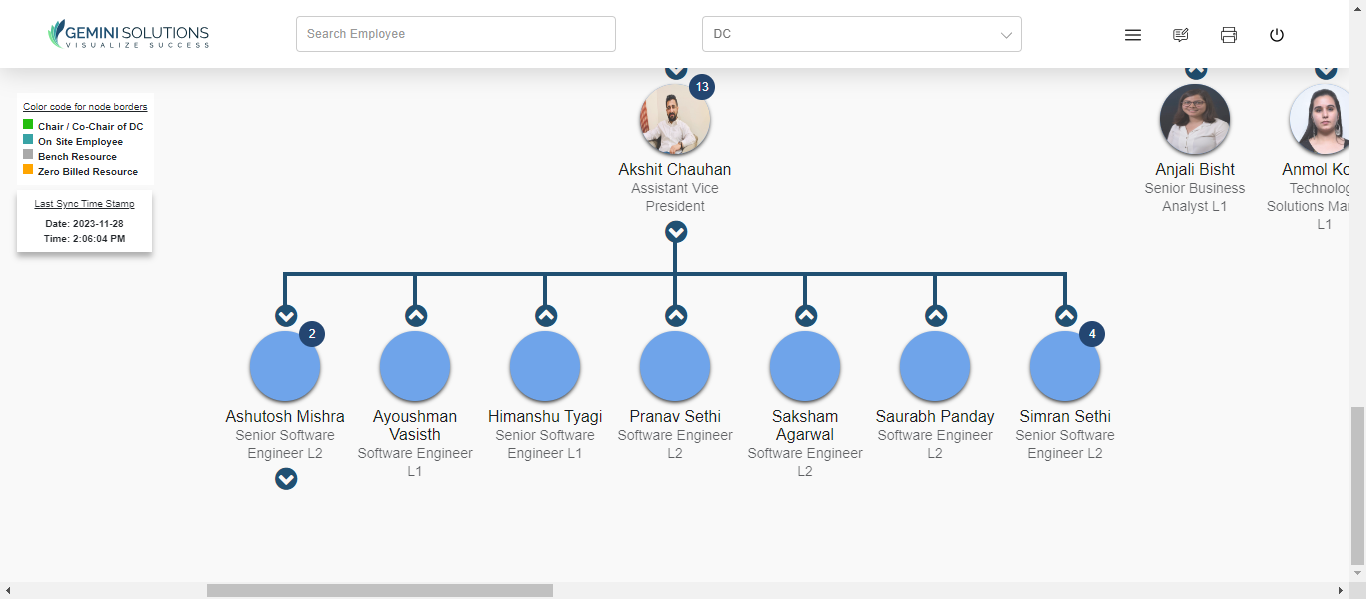 GEMINI SOLUTIONS
VISUALIZE SUCCESS
Search Employee
DC
Color code for node borders
Chair / Co-Chair of DC
On Site Employee
Bench Resource
Zero Billed Resource
Last Sync Time Stamp
Date: 2023-11-28
Time: 2:06:04 PM
13
Akshit Chauhan
Assistant Vice
President
Anjali Bisht
Senior Business
Analyst L1
Anmol Ko
Technolog
Solutions Ma
L1
2
Ashutosh Mishra
Senior Software
Engineer L2
Ayoushman
Vasisth
Software Engineer
L1
Himanshu Tyagi
Senior Software
Engineer L1
Pranav Sethi
Software Engineer
L2
Saksham
Agarwal
Software Engineer
L2
Saurabh Panday
Software Engineer
L2
4
Simran Sethi
Senior Software
Engineer L2